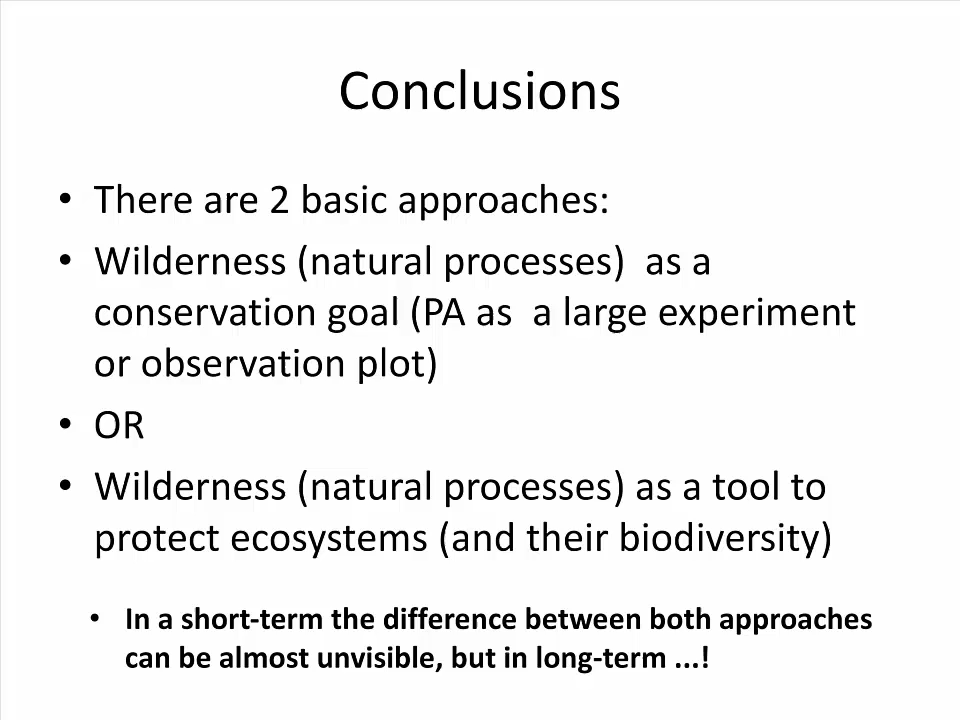 Conclusions
• There are 2 basic approaches:
• Wilderness (natural processes)  as a
conservation goal (PA as  a large experiment
or observation plot)
• OR
• Wilderness (natural processes) as a tool to
protect ecosystems (and their biodiversity)
• In a short-term the difference between both approaches
can be almost unvisible, but in long-term ...!